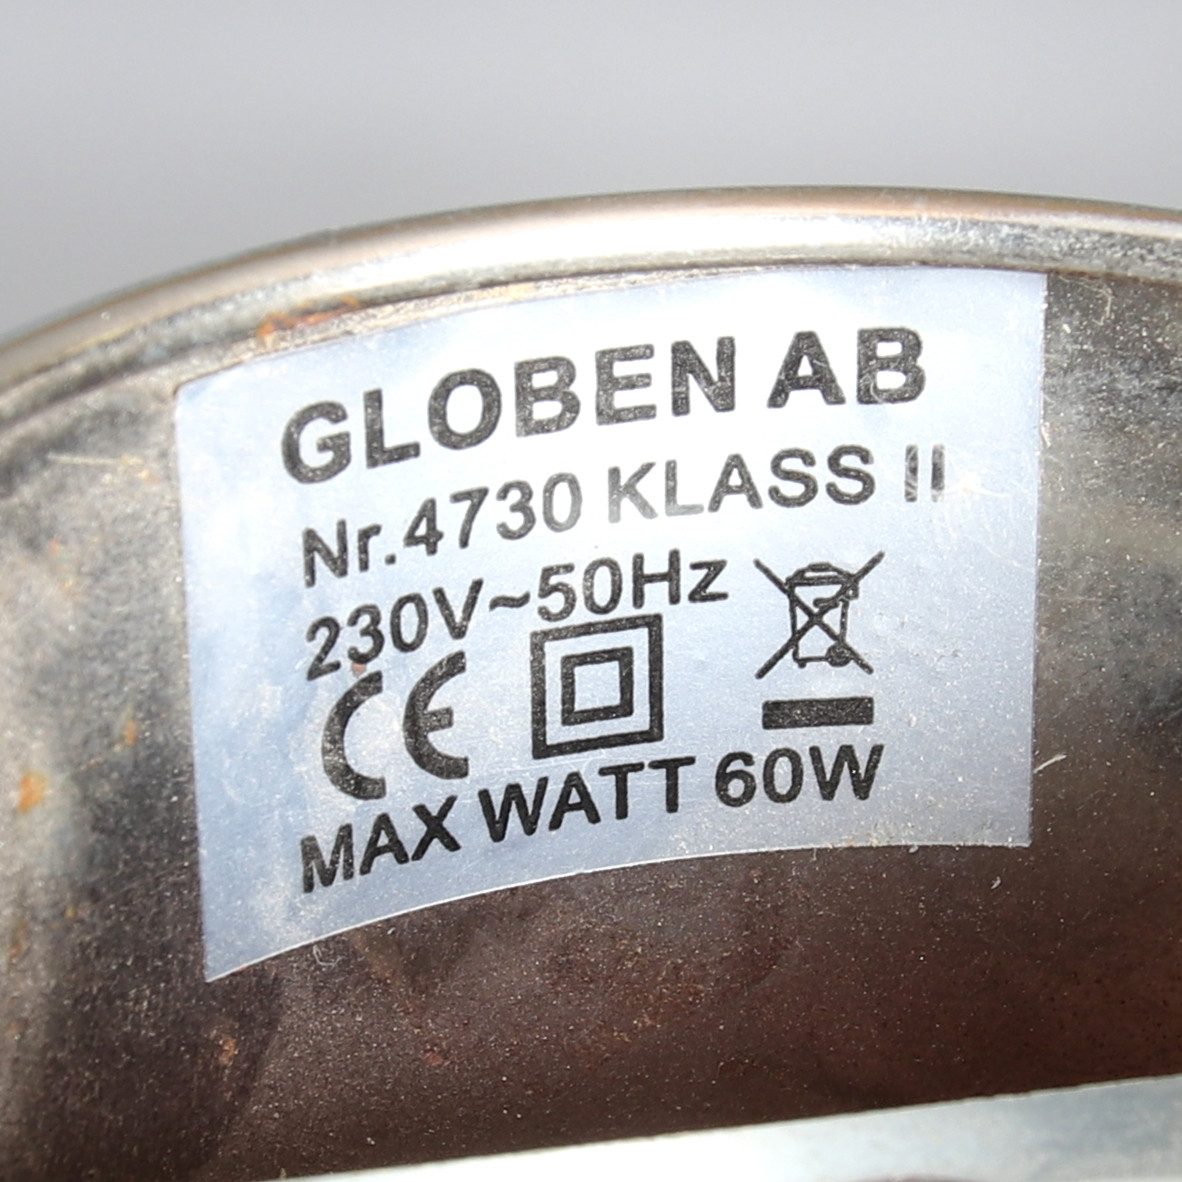 GLOBEN AB
Nr.4730 KLASS II
230V~50Hz
CE
MAX WATT 60W